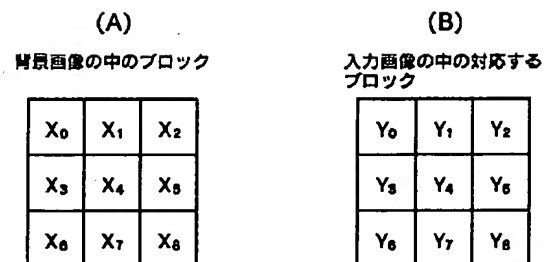 (A)
背景画像の中のブロック
X₀ X₁ X₂
X₃ X₄ X₅
X₆ X₇ X₈
(B)
入力画像の中の対応する
ブロック
Y₀ Y₁ Y₂
Y₃ Y₄ Y₅
Y₆ Y₇ Y₈